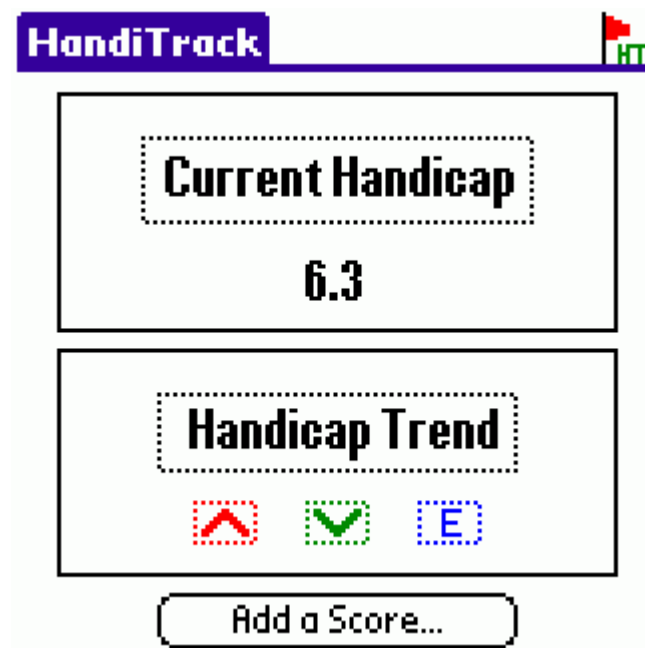 HandiTrack
HT
Current Handicap
6.3
Handicap Trend
E
Add a Score...